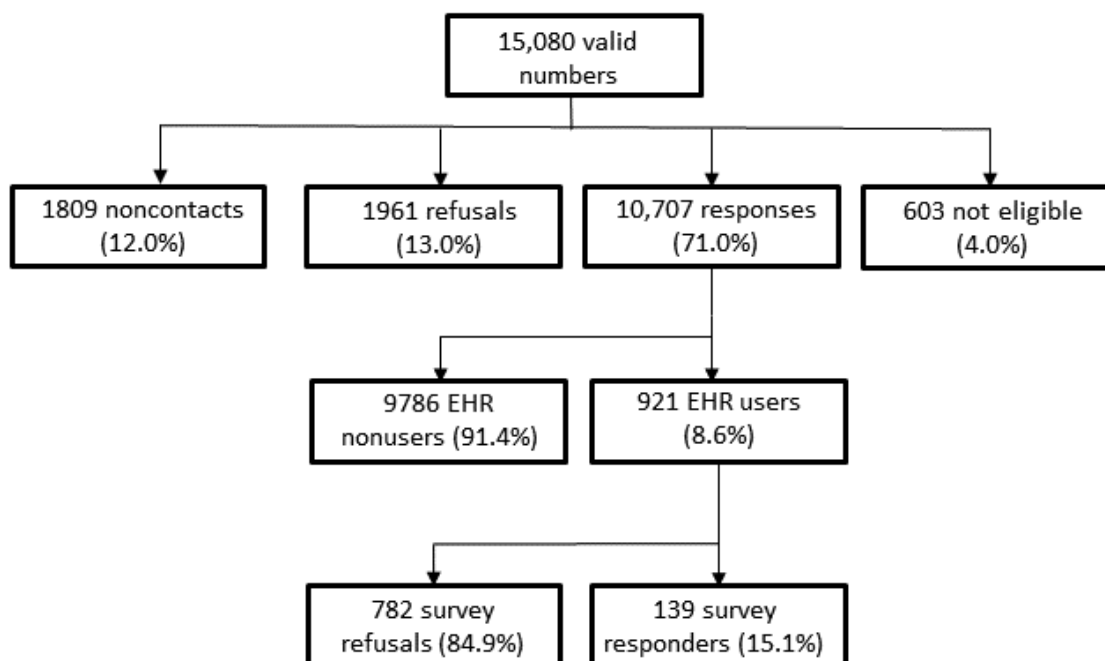 15,080 valid
numbers
1809 noncontacts
(12.0%)
1961 refusals
(13.0%)
10,707 responses
(71.0%)
603 not eligible
(4.0%)
9786 EHR
nonusers (91.4%)
921 EHR users
(8.6%)
782 survey
refusals (84.9%)
139 survey
responders (15.1%)